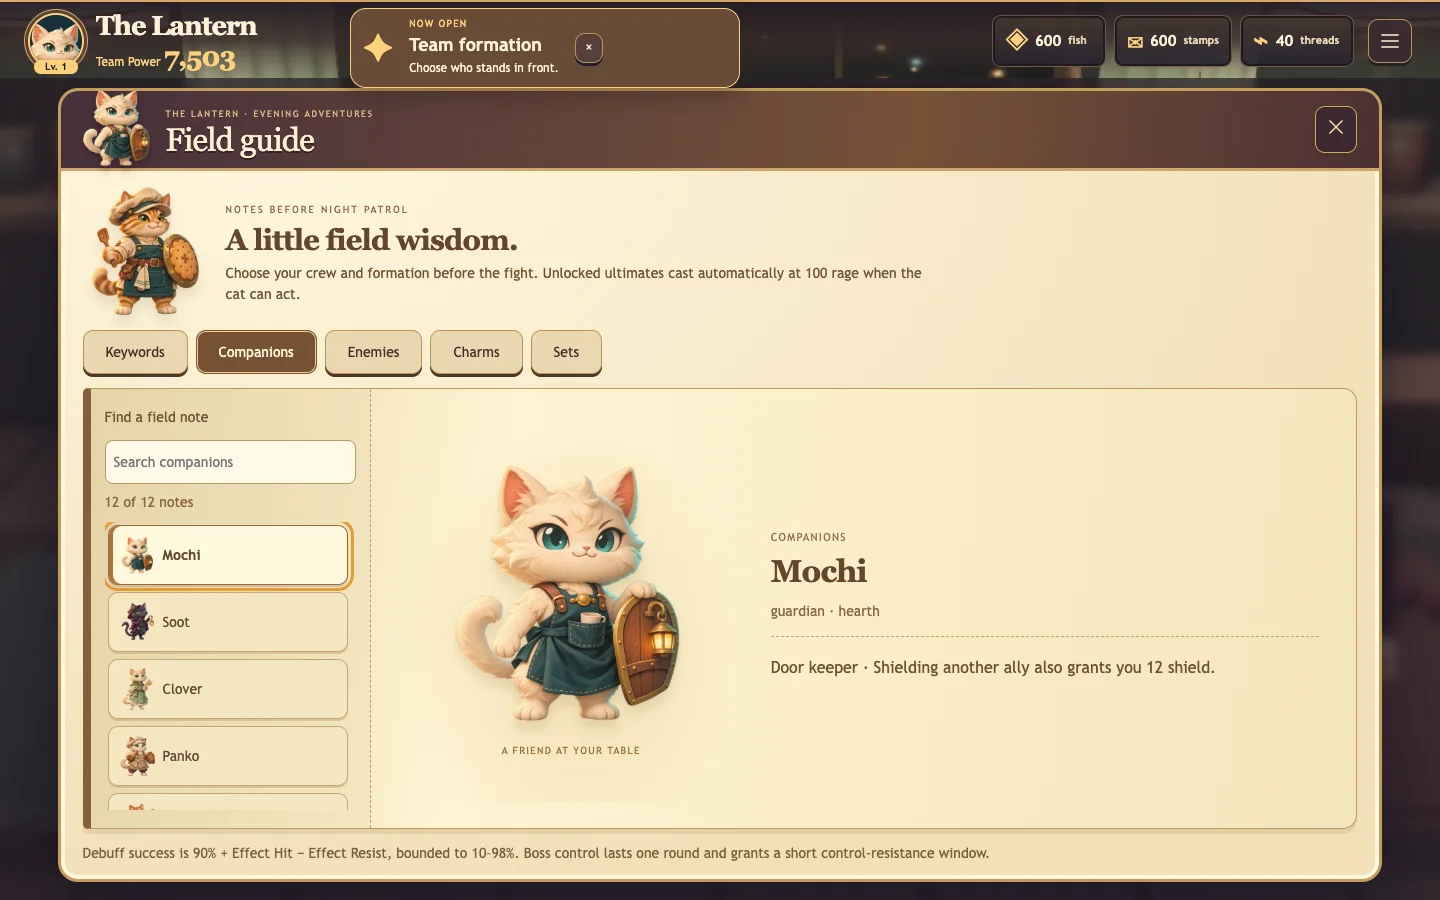 The Lantern
Team Power 7,503
Lv. 1
NOW OPEN
Team formation
Choose who stands in front.
×
600 fish
600 stamps
40 threads
THE LANTERN · EVENING ADVENTURES
Field guide
NOTES BEFORE NIGHT PATROL
A little field wisdom.
Choose your crew and formation before the fight. Unlocked ultimates cast automatically at 100 rage when the
cat can act.
Keywords
Companions
Enemies
Charms
Sets
Find a field note
Search companions
12 of 12 notes
Mochi
Soot
Clover
Panko
A FRIEND AT YOUR TABLE
COMPANIONS
Mochi
guardian · hearth
Door keeper · Shielding another ally also grants you 12 shield.
Debuff success is 90% + Effect Hit − Effect Resist, bounded to 10–98%. Boss control lasts one round and grants a short control-resistance window.